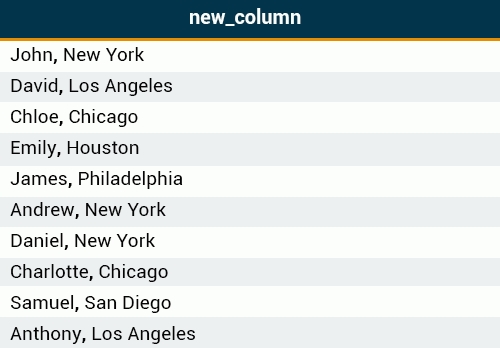 new_column
John, New York
David, Los Angeles
Chloe, Chicago
Emily, Houston
James, Philadelphia
Andrew, New York
Daniel, New York
Charlotte, Chicago
Samuel, San Diego
Anthony, Los Angeles